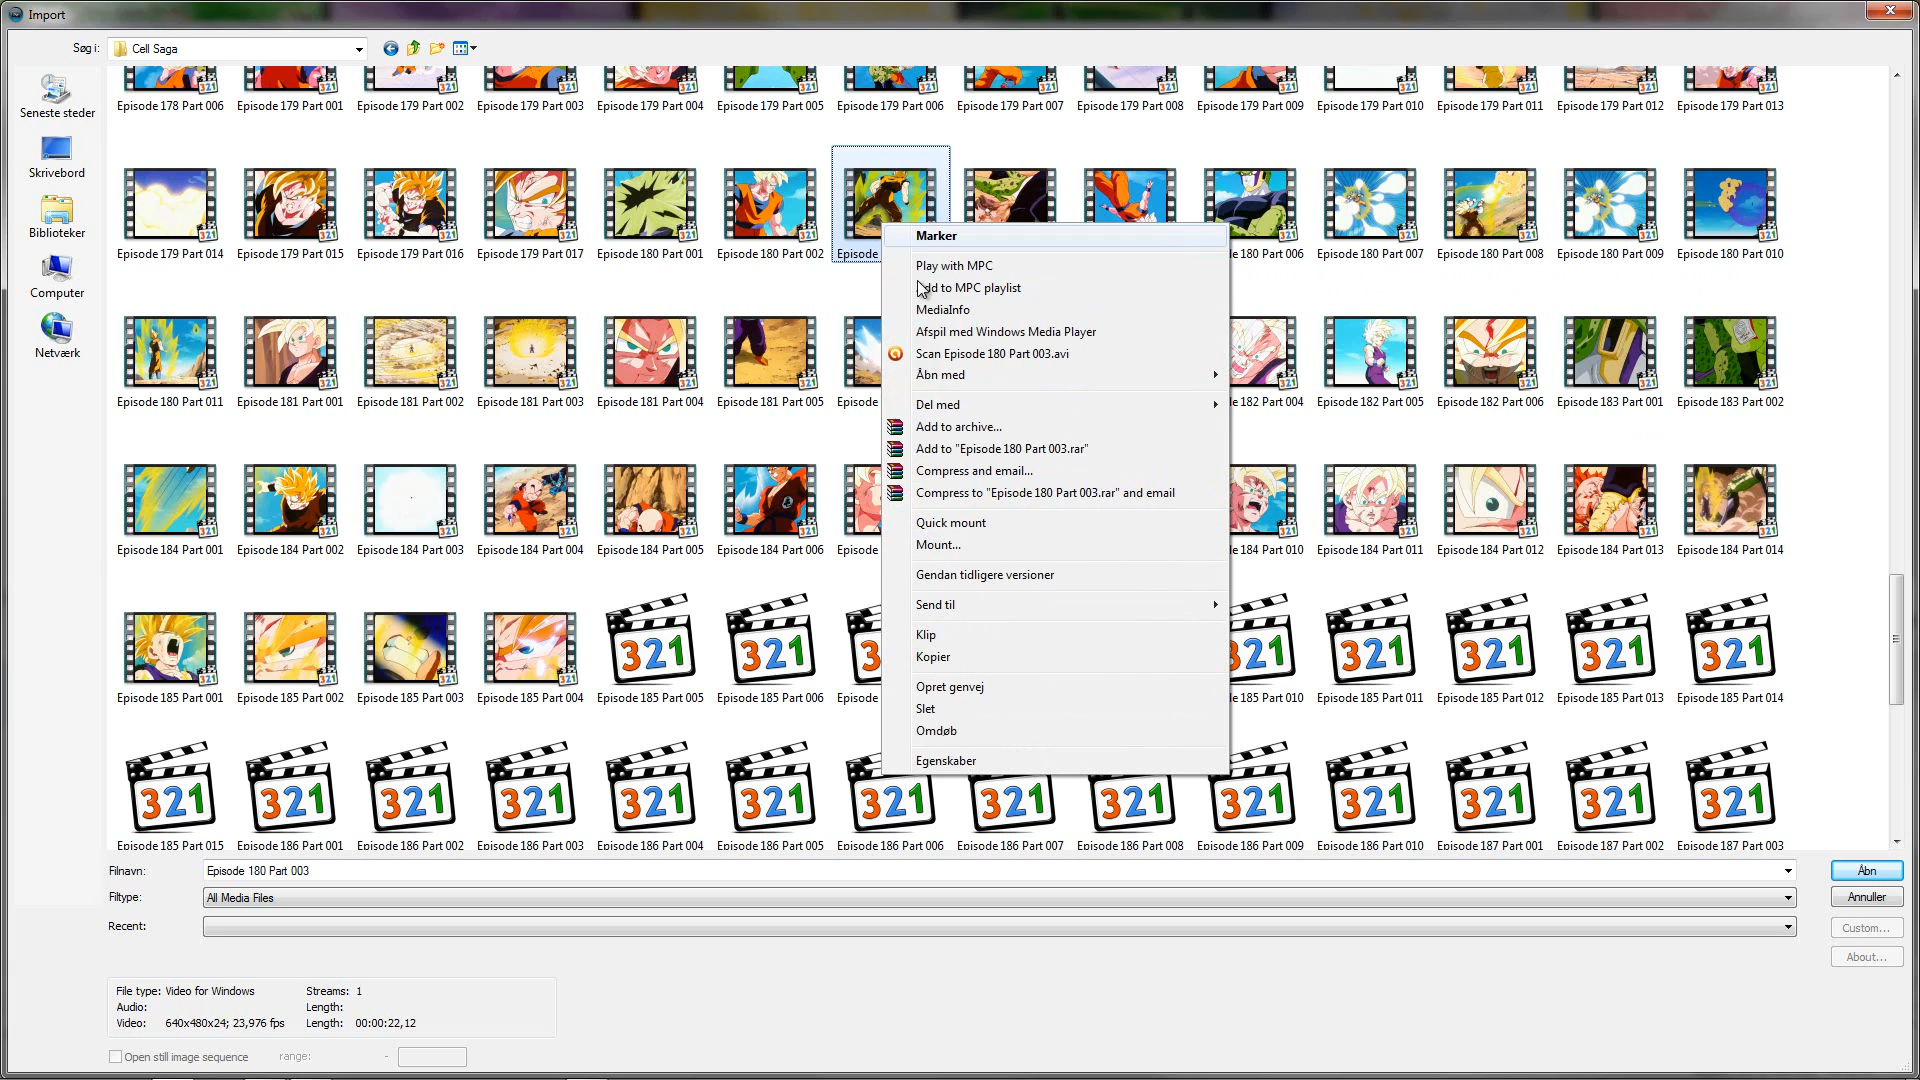 Import
Søg i: Cell Saga
Seneste steder
Skrivebord
Biblioteker
Computer
Netværk
Episode 178 Part 006 Episode 179 Part 001 Episode 179 Part 002 Episode 179 Part 003 Episode 179 Part 004 Episode 179 Part 005 Episode 179 Part 006 Episode 179 Part 007 Episode 179 Part 008 Episode 179 Part 009 Episode 179 Part 010 Episode 179 Part 011 Episode 179 Part 012 Episode 179 Part 013
Episode 179 Part 014 Episode 179 Part 015 Episode 179 Part 016 Episode 179 Part 017 Episode 180 Part 001 Episode 180 Part 002 Episode 180 Part 006 Episode 180 Part 007 Episode 180 Part 008 Episode 180 Part 009 Episode 180 Part 010
Episode 180 Part 011 Episode 181 Part 001 Episode 181 Part 002 Episode 181 Part 003 Episode 181 Part 004 Episode 181 Part 005 Episode le 182 Part 004 Episode 182 Part 005 Episode 182 Part 006 Episode 183 Part 001 Episode 183 Part 002
Episode 184 Part 001 Episode 184 Part 002 Episode 184 Part 003 Episode 184 Part 004 Episode 184 Part 005 Episode 184 Part 006 Episode le 184 Part 010 Episode 184 Part 011 Episode 184 Part 012 Episode 184 Part 013 Episode 184 Part 014
Episode 185 Part 001 Episode 185 Part 002 Episode 185 Part 003 Episode 185 Part 004 Episode 185 Part 005 Episode 185 Part 006 Episode le 185 Part 010 Episode 185 Part 011 Episode 185 Part 012 Episode 185 Part 013 Episode 185 Part 014
Episode 185 Part 015 Episode 186 Part 001 Episode 186 Part 002 Episode 186 Part 003 Episode 186 Part 004 Episode 186 Part 005 Episode 186 Part 006 Episode 186 Part 007 Episode 186 Part 008 Episode 186 Part 009 Episode 186 Part 010 Episode 187 Part 001 Episode 187 Part 002 Episode 187 Part 003
Marker
Play with MPC
Add to MPC playlist
MediaInfo
Afspil med Windows Media Player
Scan Episode 180 Part 003.avi
Åbn med
Del med
Add to archive...
Add to "Episode 180 Part 003.rar"
Compress and email...
Compress to "Episode 180 Part 003.rar" and email
Quick mount
Mount...
Gendan tidligere versioner
Send til
Klip
Kopier
Opret genvej
Slet
Omdøb
Egenskaber
Filnavn: Episode 180 Part 003 Åbn
Filtype: All Media Files Annuller
Recent: Custom...
About...
File type: Video for Windows Streams: 1
Audio: Length:
Video: 640x480x24; 23,976 fps Length: 00:00:22,12
Open still image sequence range: -